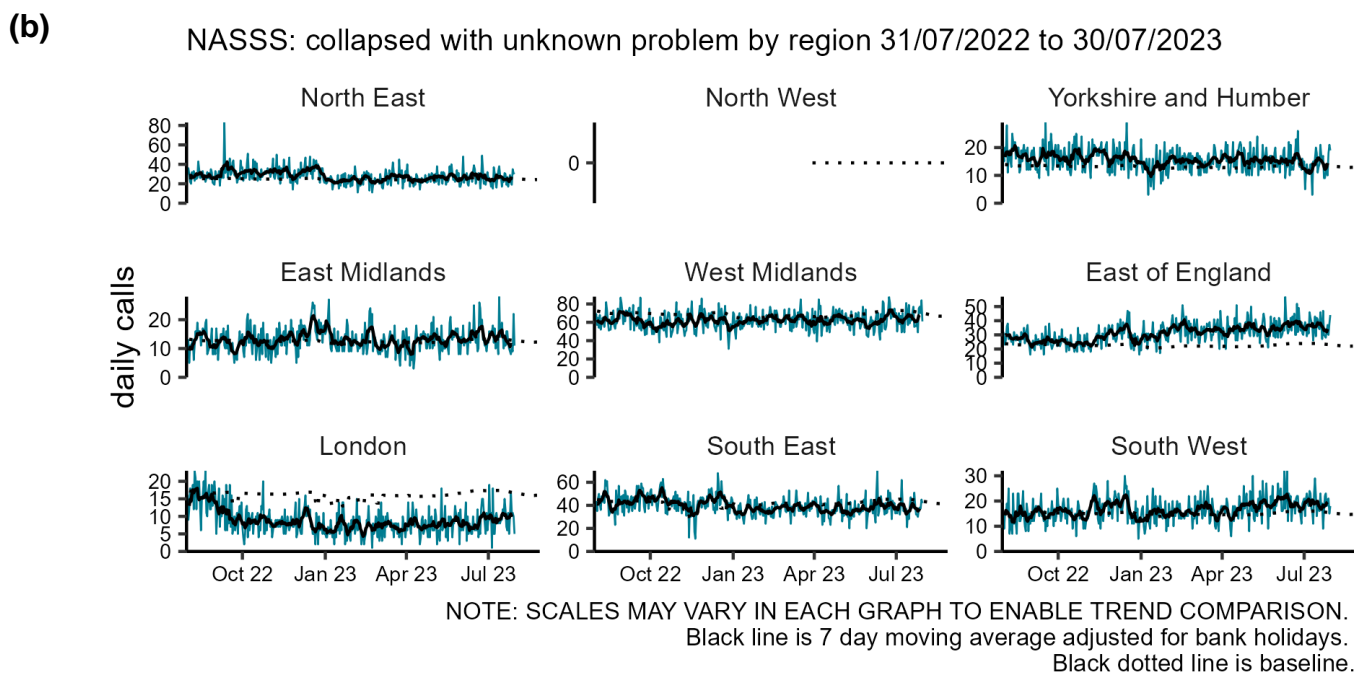 (b)
NASSS: collapsed with unknown problem by region 31/07/2022 to 30/07/2023
North East
North West
Yorkshire and Humber
80
60
40
20
0
0
20
10
0
daily calls
East Midlands
West Midlands
East of England
20
10
0
80
60
40
20
0
50
40
30
20
10
0
London
South East
South West
20
15
10
5
0
60
40
20
0
30
20
10
0
Oct 22 Jan 23 Apr 23 Jul 23
Oct 22 Jan 23 Apr 23 Jul 23
Oct 22 Jan 23 Apr 23 Jul 23
NOTE: SCALES MAY VARY IN EACH GRAPH TO ENABLE TREND COMPARISON.
Black line is 7 day moving average adjusted for bank holidays.
Black dotted line is baseline.